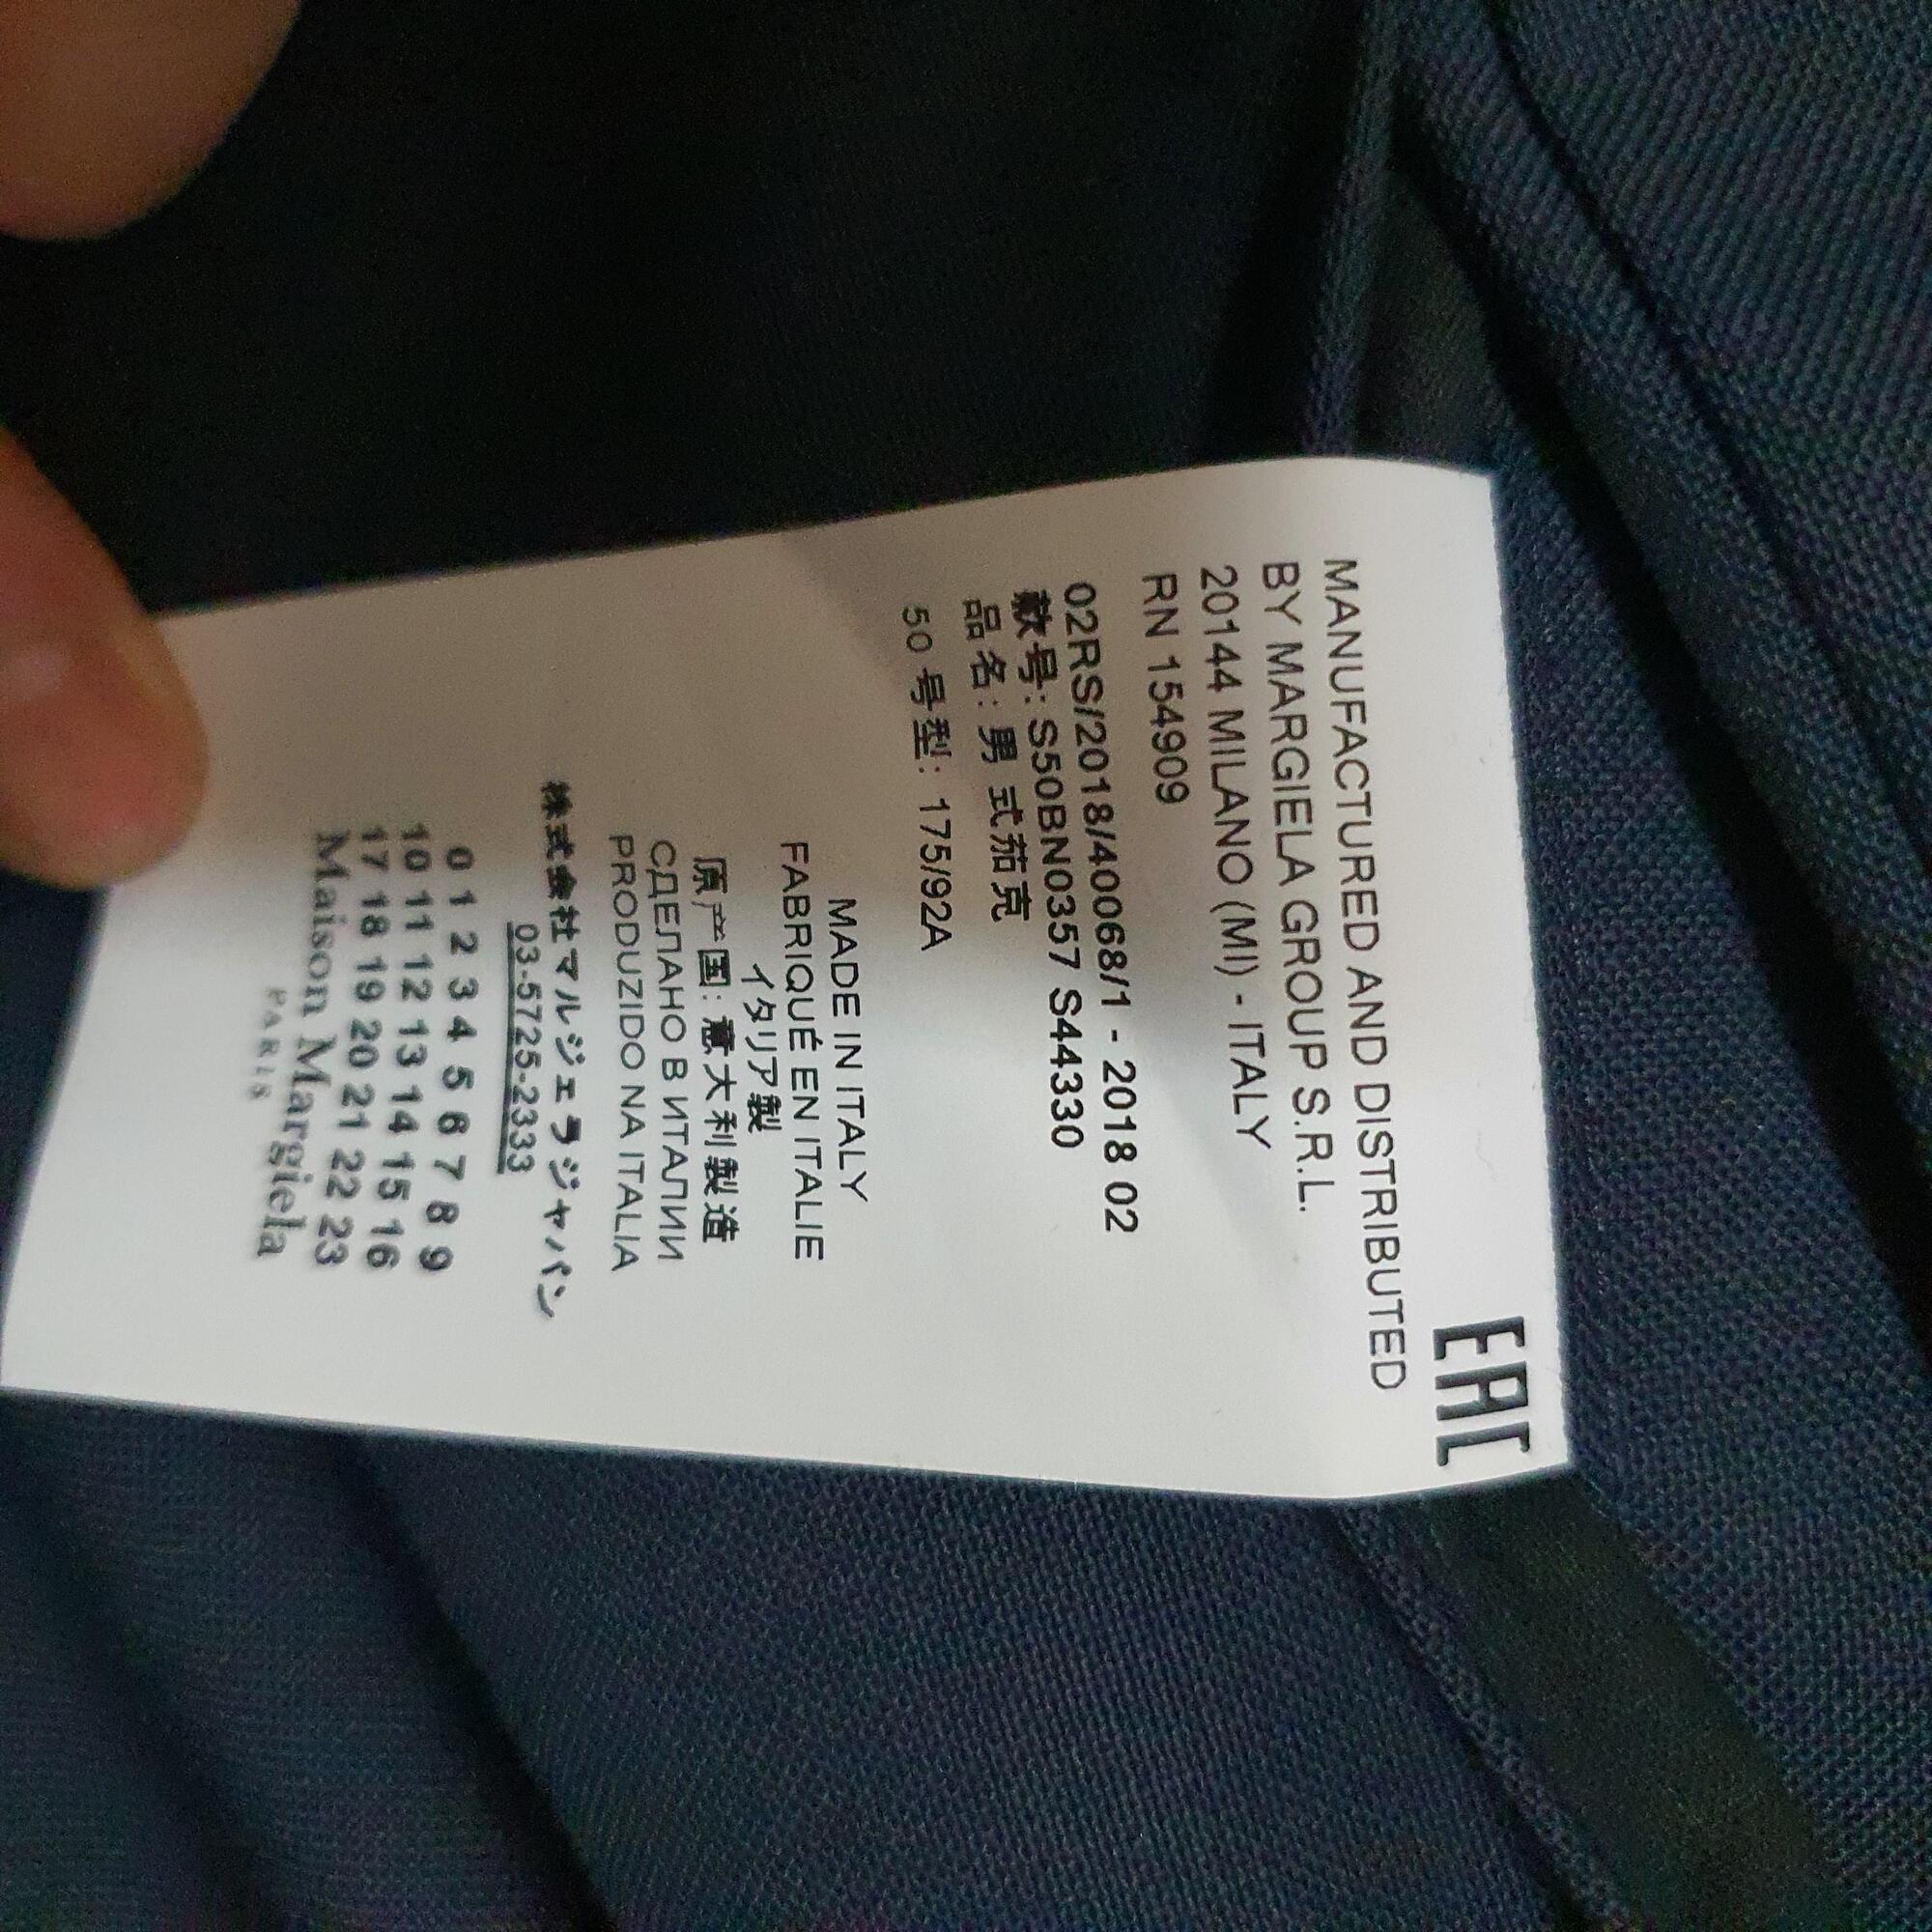 EAC
MANUFACTURED AND DISTRIBUTED
BY MARGIELA GROUP S.R.L.
20144 MILANO (MI) - ITALY
RN 154909
02RS/2018/40068/1 - 2018 02
款号: S50BN0357 S44330
品名: 男 式茄克
50 号型: 175/92A
MADE IN ITALY
FABRIQUÉ EN ITALIE
イタリア製
原产国: 意大利製造
СДЕЛАНО В ИТАЛИИ
PRODUZIDO NA ITALIA
株式会社マルジェラジャパン
03-5725-2333
0 1 2 3 4 5 6 7 8 9
10 11 12 13 14 15 16
17 18 19 20 21 22 23
Maison Margiela
PARIS